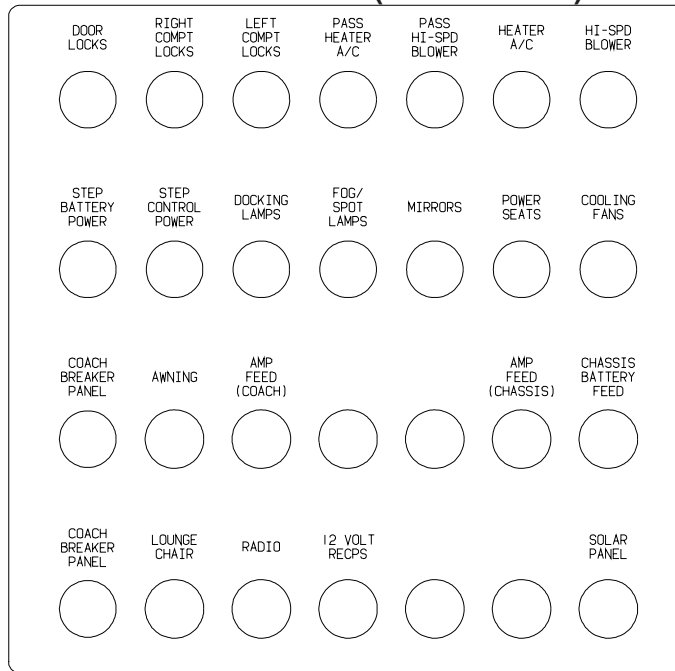 DOOR
LOCKS
RIGHT
COMPT
LOCKS
LEFT
COMPT
LOCKS
PASS
HEATER
A/C
PASS
HI-SPD
BLOWER
HEATER
A/C
HI-SPD
BLOWER
STEP
BATTERY
POWER
STEP
CONTROL
POWER
DOCKING
LAMPS
FOG/
SPOT
LAMPS
MIRRORS
POWER
SEATS
COOLING
FANS
COACH
BREAKER
PANEL
AWNING
AMP
FEED
(COACH)
AMP
FEED
(CHASSIS)
CHASSIS
BATTERY
FEED
COACH
BREAKER
PANEL
LOUNGE
CHAIR
RADIO
12 VOLT
RECPS
SOLAR
PANEL